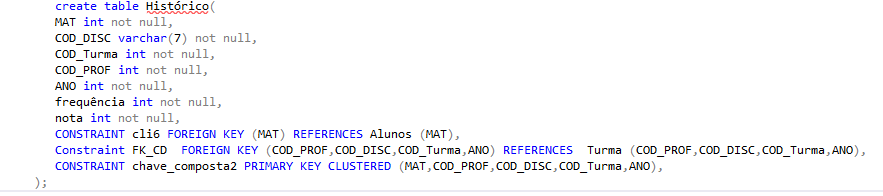 create table Histórico(
MAT int not null,
COD_DISC varchar(7) not null,
COD_Turma int not null,
COD_PROF int not null,
ANO int not null,
frequência int not null,
nota int not null,
CONSTRAINT cli6 FOREIGN KEY (MAT) REFERENCES Alunos (MAT),
Constraint FK_CD  FOREIGN KEY (COD_PROF,COD_DISC,COD_Turma,ANO) REFERENCES  Turma (COD_PROF,COD_DISC,COD_Turma,ANO),
CONSTRAINT chave_composta2 PRIMARY KEY CLUSTERED (MAT,COD_PROF,COD_DISC,COD_Turma,ANO),
);